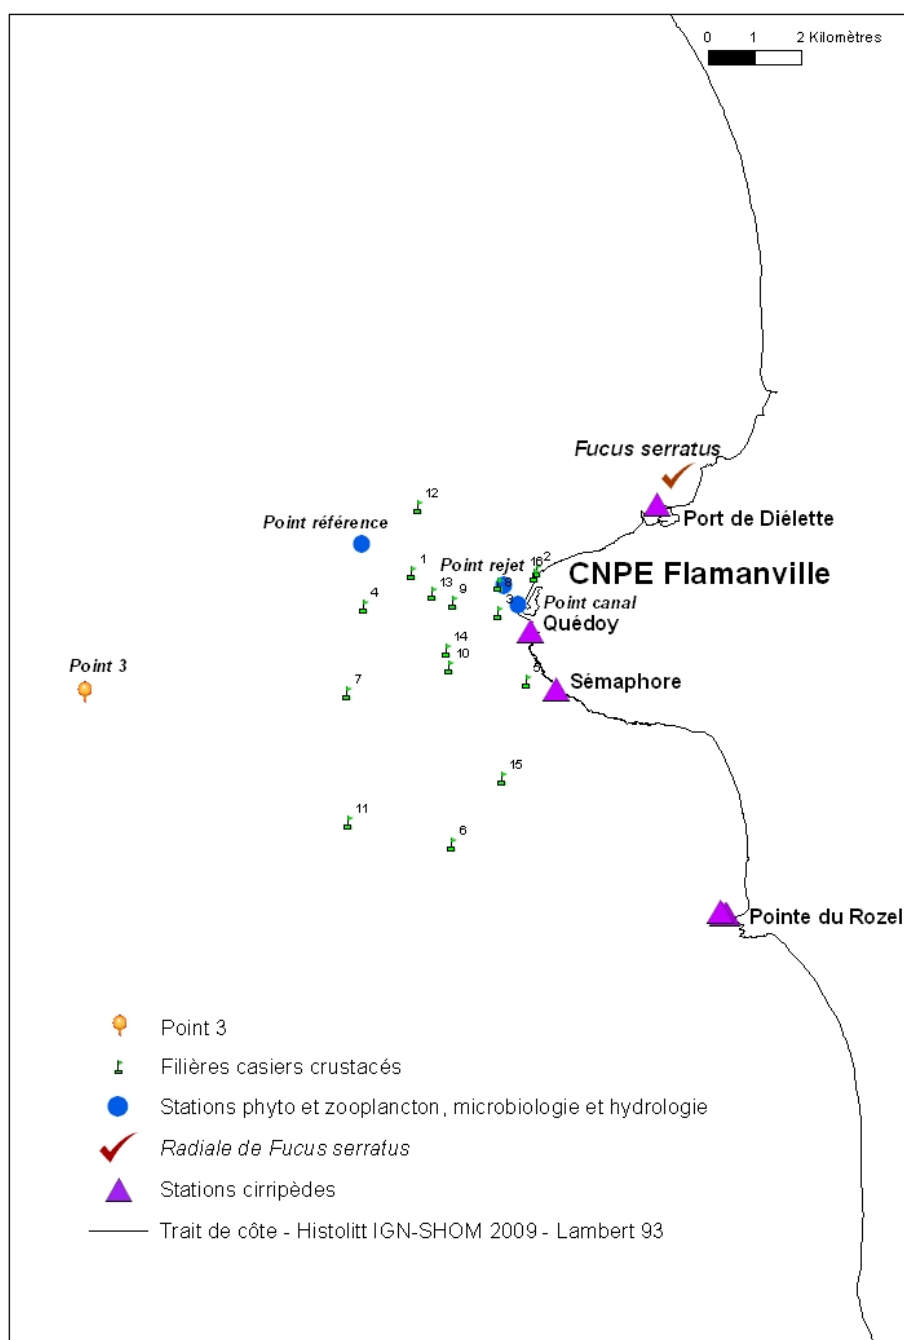 0 1 2 Kilomètres
Fucus serratus
12
Port de Diélette
Point référence
1
Point rejet
16
2
CNPE Flamanville
8
13
9
4
3
Point canal
Quédoy
14
10
Point 3
7
5
Sémaphore
15
11
6
Pointe du Rozel
Point 3
Filières casiers crustacés
Stations phyto et zooplancton, microbiologie et hydrologie
Radiale de Fucus serratus
Stations cirripèdes
Trait de côte - Histolitt IGN-SHOM 2009 - Lambert 93